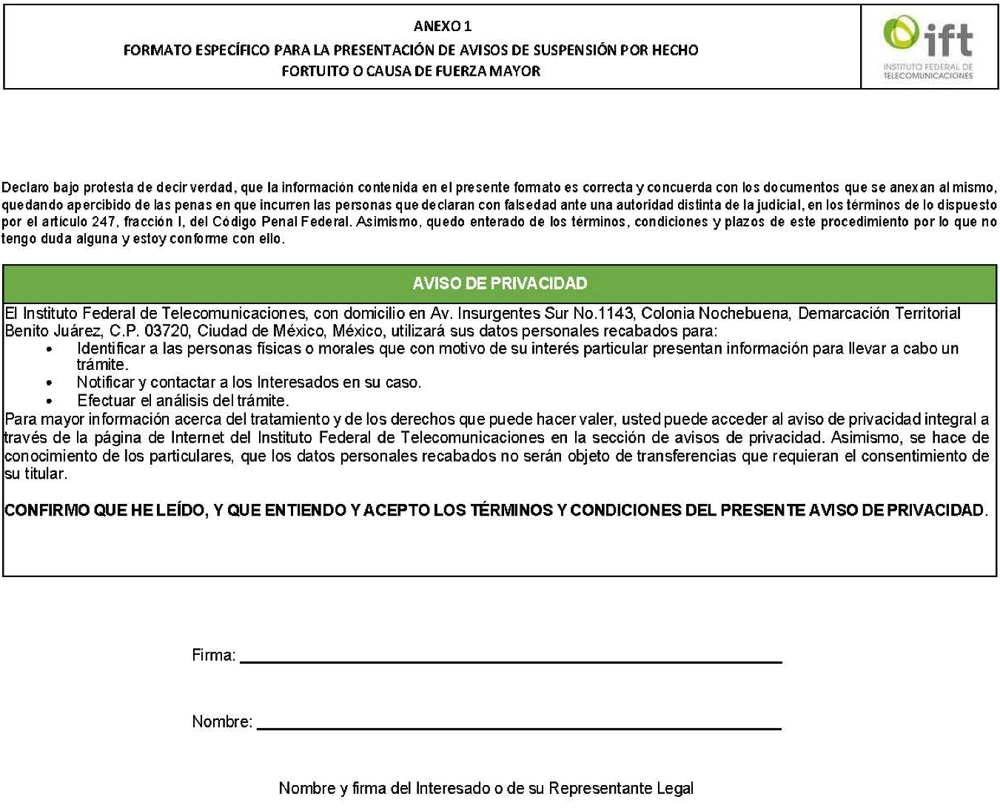 ANEXO 1
FORMATO ESPECÍFICO PARA LA PRESENTACIÓN DE AVISOS DE SUSPENSIÓN POR HECHO
FORTUITO O CAUSA DE FUERZA MAYOR
ift
INSTITUTO FEDERAL DE
TELECOMUNICACIONES
Declaro bajo protesta de decir verdad, que la información contenida en el presente formato es correcta y concuerda con los documentos que se anexan al mismo,
quedando apercibido de las penas en que incurren las personas que declaran con falsedad ante una autoridad distinta de la judicial, en los términos de lo dispuesto
por el artículo 247, fracción I, del Código Penal Federal. Asimismo, quedo enterado de los términos, condiciones y plazos de este procedimiento por lo que no
tengo duda alguna y estoy conforme con ello.
AVISO DE PRIVACIDAD
El Instituto Federal de Telecomunicaciones, con domicilio en Av. Insurgentes Sur No.1143, Colonia Nochebuena, Demarcación Territorial
Benito Juárez, C.P. 03720, Ciudad de México, México, utilizará sus datos personales recabados para:
• Identificar a las personas físicas o morales que con motivo de su interés particular presentan información para llevar a cabo un
trámite.
• Notificar y contactar a los Interesados en su caso.
• Efectuar el análisis del trámite.
Para mayor información acerca del tratamiento y de los derechos que puede hacer valer, usted puede acceder al aviso de privacidad integral a
través de la página de Internet del Instituto Federal de Telecomunicaciones en la sección de avisos de privacidad. Asimismo, se hace de
conocimiento de los particulares, que los datos personales recabados no serán objeto de transferencias que requieran el consentimiento de
su titular.
CONFIRMO QUE HE LEÍDO, Y QUE ENTIENDO Y ACEPTO LOS TÉRMINOS Y CONDICIONES DEL PRESENTE AVISO DE PRIVACIDAD.
Firma:
Nombre:
Nombre y firma del Interesado o de su Representante Legal